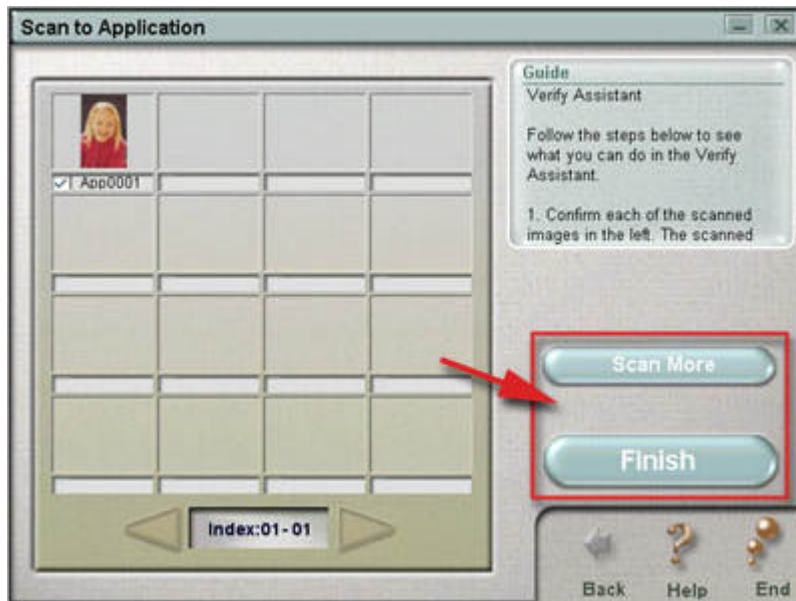 Scan to Application
Guide
Verify Assistant
Follow the steps below to see
what you can do in the Verify
Assistant.
1. Confirm each of the scanned
images in the left. The scanned
App0001
Scan More
Finish
Index:01-01
Back Help End